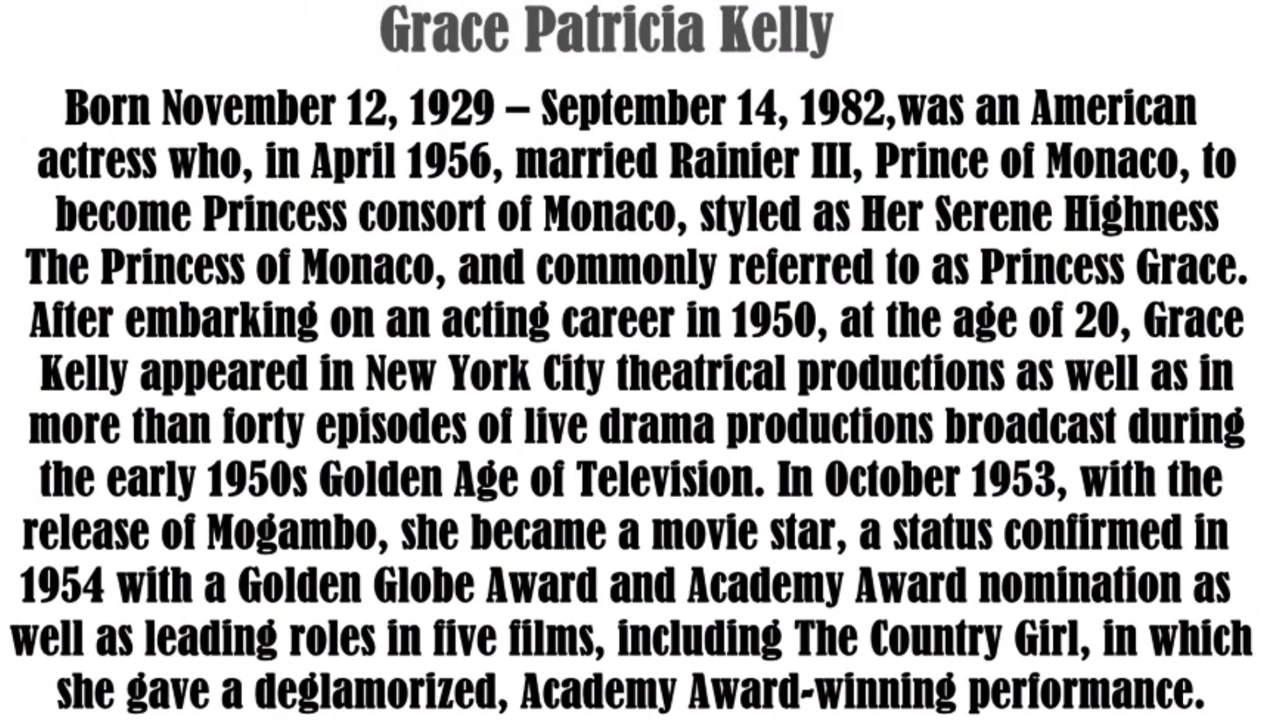 Grace Patricia Kelly
Born November 12, 1929 – September 14, 1982,was an American
actress who, in April 1956, married Rainier III, Prince of Monaco, to
become Princess consort of Monaco, styled as Her Serene Highness
The Princess of Monaco, and commonly referred to as Princess Grace.
After embarking on an acting career in 1950, at the age of 20, Grace
Kelly appeared in New York City theatrical productions as well as in
more than forty episodes of live drama productions broadcast during
the early 1950s Golden Age of Television. In October 1953, with the
release of Mogambo, she became a movie star, a status confirmed in
1954 with a Golden Globe Award and Academy Award nomination as
well as leading roles in five films, including The Country Girl, in which
she gave a deglamorized, Academy Award-winning performance.